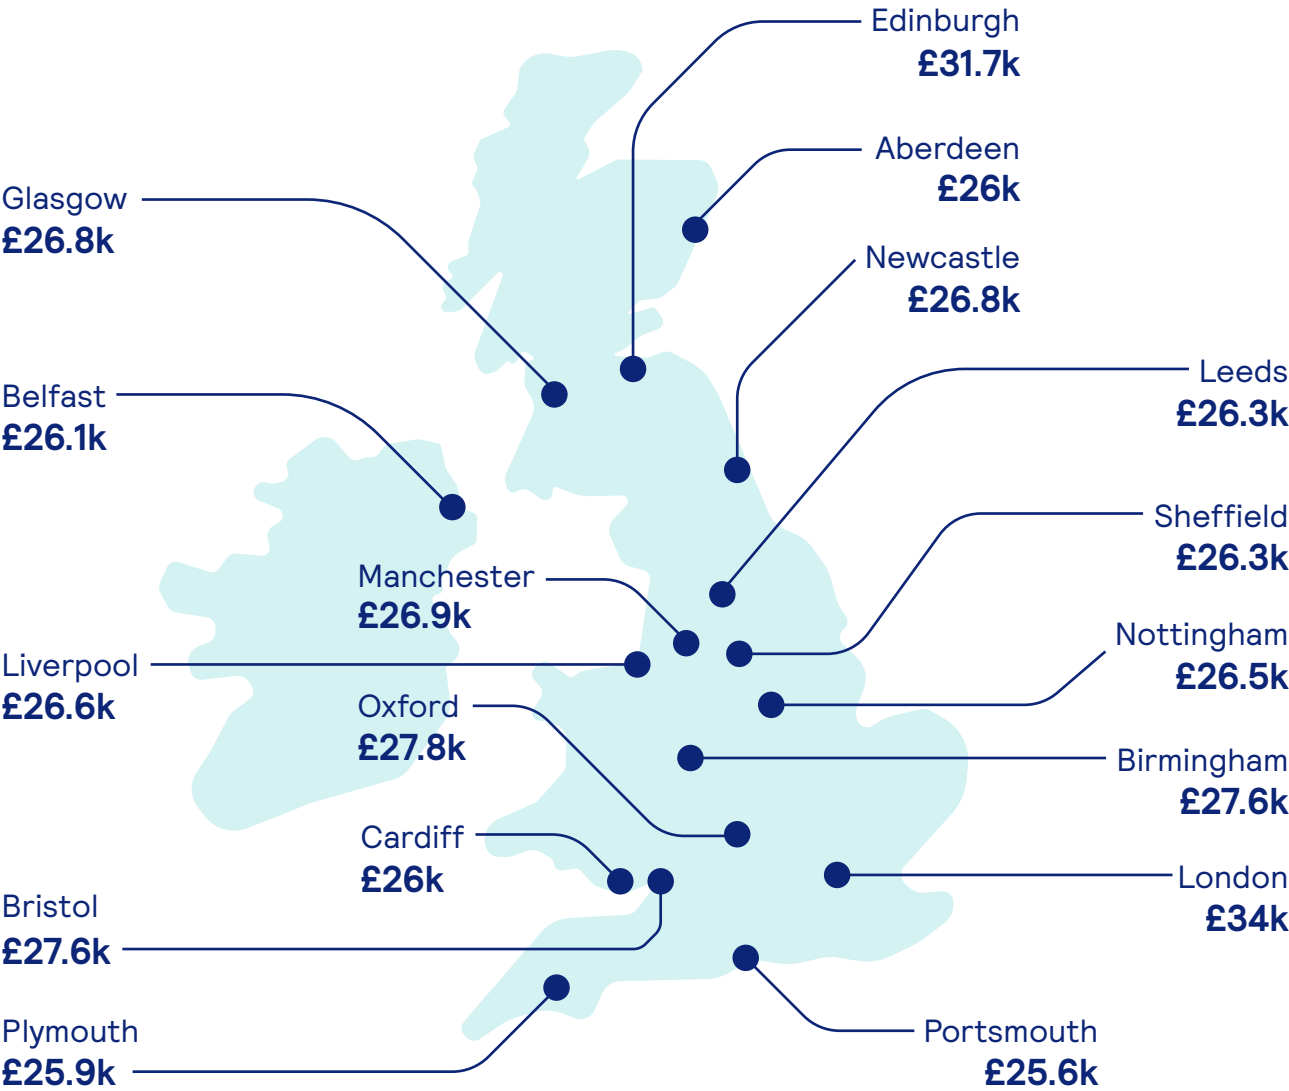 Edinburgh
£31.7k
Aberdeen
£26k
Glasgow
£26.8k
Newcastle
£26.8k
Leeds
£26.3k
Belfast
£26.1k
Sheffield
£26.3k
Manchester
£26.9k
Nottingham
£26.5k
Liverpool
£26.6k
Oxford
£27.8k
Birmingham
£27.6k
Cardiff
£26k
London
£34k
Bristol
£27.6k
Plymouth
£25.9k
Portsmouth
£25.6k